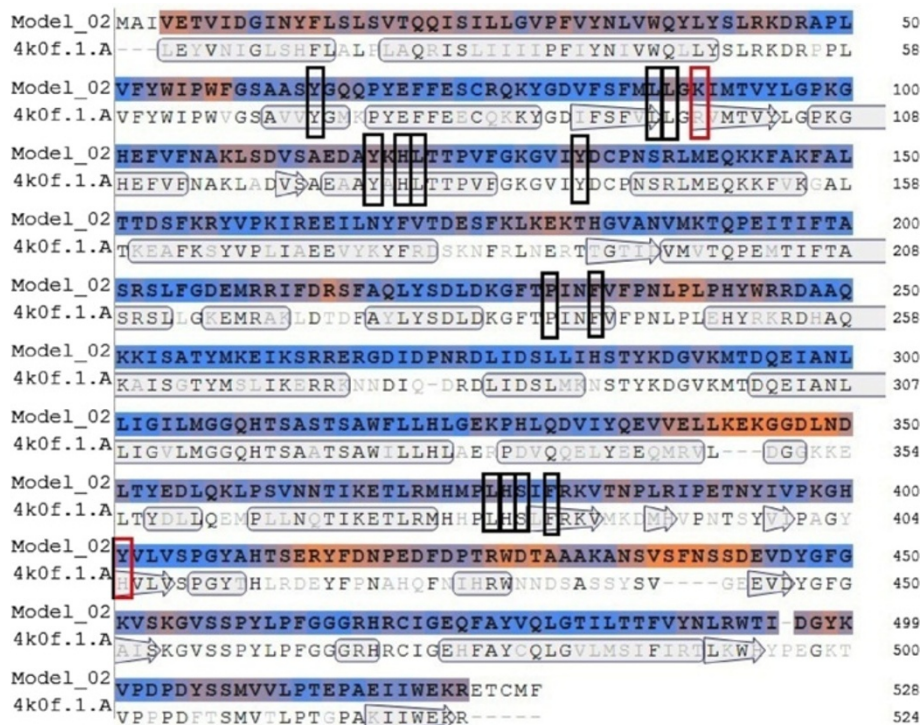 Model_02 MAIVETVIDGINYFLSLSVTQQISILLGVPFVYNLVWQYLYSLRKDRAPL 50
4k0f.1.A ---LEYVNIGLSHFLALPLAQRISLIIIIPFIYNIVWQLLYSLRKDRPPL 58
Model_02 VFYWIPWFGSAASYGQQPYEFFESCRQKYGDVFSFMLLGKIMTVYLGPKG 100
4k0f.1.A VFYWIPWVGSAVVYGMKPYEFFEECQKKYGDIFSFVLLGRVMTVYLGPKG 108
Model_02 HEFVFNAKLSDVSAEDAYKHLTTPVFGKGVIYDCPNSRLMEQKKFAKFAL 150
4k0f.1.A HEFVFNAKLADVSAEAAYAHLTTPVFGKGVIYDCPNSRLMEQKKFVKGAL 158
Model_02 TTDSFKRYVPKIREEILNYFVTDESFKLKEKTHGVANVMKTQPEITIFTA 200
4k0f.1.A TKEAFKSYVPLIAEEVYKYFRDSKNFRLNERTTGTIDVMVTQPEMTIFTA 208
Model_02 SRSLFGDEMRRIFDRSFAQLYSDLDKGFTPINFVFPNLPLPHYWRRDAAQ 250
4k0f.1.A SRSLLGKEMRAKLDTDFAYLYSDLDKGFTPINFVFPNLPLEHYRKRDHAQ 258
Model_02 KKISATYMKEIKSRRERGDIDPNRDLIDSLLIHSTYKDGVKMTDQEIANL 300
4k0f.1.A KAISGTYMSLIKERRKNNDIQ-DRDLIDSLMKNSTYKDGVKMTDQEIANL 307
Model_02 LIGILMGGQHTSASTSAWFLLHLGEKPHLQDVIYQEVVELLKEKGGDLND 350
4k0f.1.A LIGVLMGGQHTSAATSAWILLHLAERPDVQQELYEEQMRVL---DGGKKE 354
Model_02 LTYEDLQKLPSVNNTIKETLRMHMPLHSIFRKVTNPLRIPETNYIVPKGH 400
4k0f.1.A LTYDLLQEMPLLNQTIKETLRMHHPLHSLFRKVMKDMHVPNTSYVIPAGY 404
Model_02 YVLVSPGYAHTSERYFDNPEDFDPTRWDTAAAKANSVSFNSSDEVDYGFG 450
4k0f.1.A HVLVSPGYTHLRDEYFPNAHQFNIHRWNNDSASSYSV----GEEVDYGFG 450
Model_02 KVSKGVSSPYLPFGGGRHRCIGEQFAYVQLGTILTTFVYNLRWTI-DGYK 499
4k0f.1.A AISKGVSSPYLPFGGGRHRCIGEHFAYCQLGVLMSIFIRTLKWHYPEGKT 500
Model_02 VPDPDYSSMVVLPTEPAEIIWEKRETCMF 528
4k0f.1.A VPPPDFTSMVTLPTGPAKIIWEKR----- 524